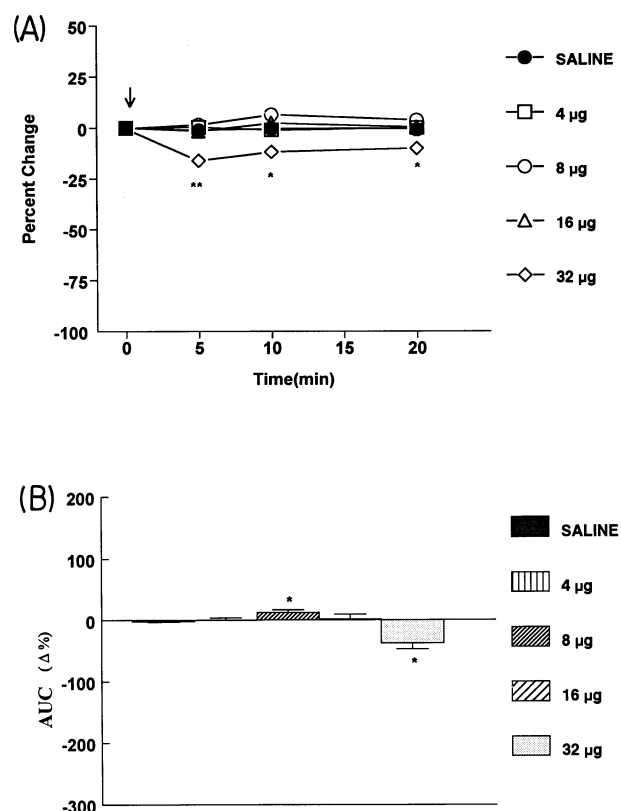 (A)
50
25
0
-25
-50
-75
-100
Percent Change
** * *
0 5 10 15 20
Time(min)
SALINE
4 µg
8 µg
16 µg
32 µg
(B)
200
100
0
-100
-200
-300
AUC (Δ%)
*
*
SALINE
4 µg
8 µg
16 µg
32 µg